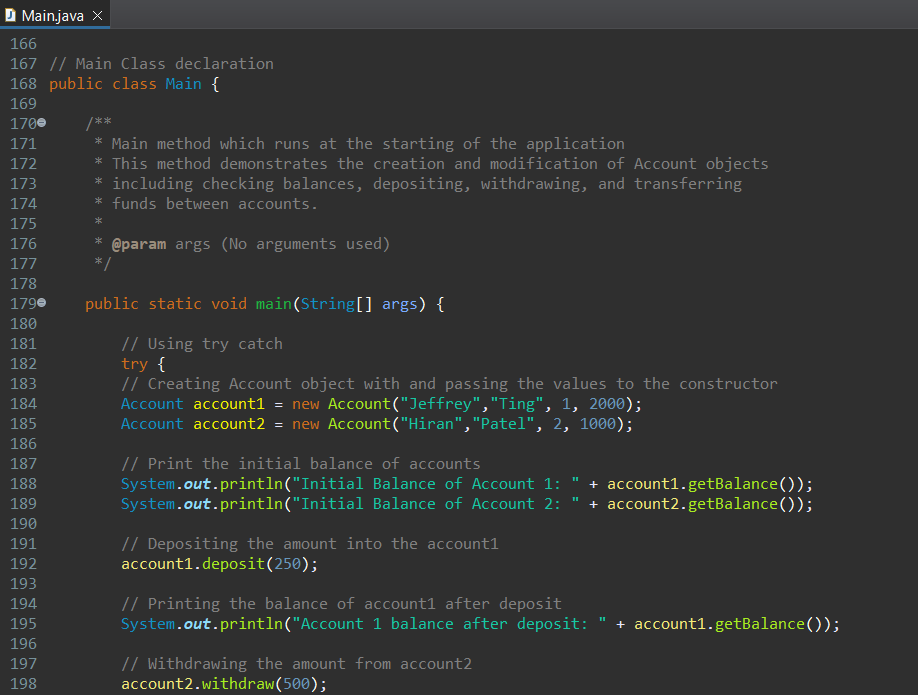 Main.java
166
167 // Main Class declaration
168 public class Main {
169
170 /**
171 * Main method which runs at the starting of the application
172 * This method demonstrates the creation and modification of Account objects
173 * including checking balances, depositing, withdrawing, and transferring
174 * funds between accounts.
175 *
176 * @param args (No arguments used)
177 */
178
179 public static void main(String[] args) {
180
181 // Using try catch
182 try {
183 // Creating Account object with and passing the values to the constructor
184 Account account1 = new Account("Jeffrey","Ting", 1, 2000);
185 Account account2 = new Account("Hiran","Patel", 2, 1000);
186
187 // Print the initial balance of accounts
188 System.out.println("Initial Balance of Account 1: " + account1.getBalance());
189 System.out.println("Initial Balance of Account 2: " + account2.getBalance());
190
191 // Depositing the amount into the account1
192 account1.deposit(250);
193
194 // Printing the balance of account1 after deposit
195 System.out.println("Account 1 balance after deposit: " + account1.getBalance());
196
197 // Withdrawing the amount from account2
198 account2.withdraw(500);